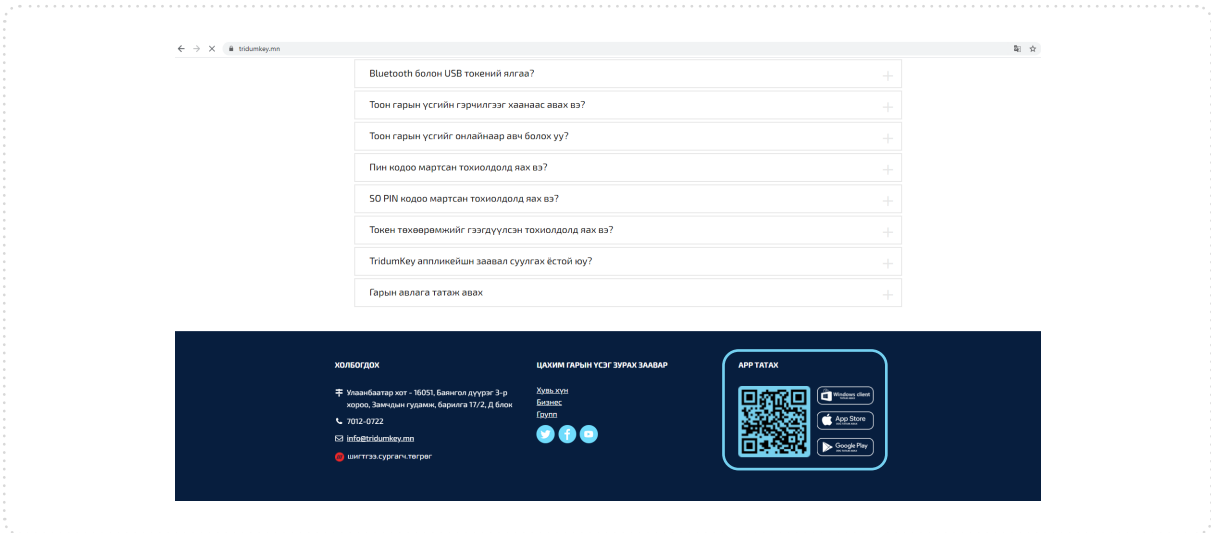 tridumkey.mn
Bluetooth болон USB токений ялгаа?
Тоон гарын үсгийн гэрчилгээг хаанаас авах вэ?
Тоон гарын үсгийг онлайнаар авч болох уу?
Пин кодоо мартсан тохиолдолд яах вэ?
SO PIN кодоо мартсан тохиолдолд яах вэ?
Токен төхөөрөмжийг гээгдүүлсэн тохиолдолд яах вэ?
TridumKey аппликейшн заавал суулгах ёстой юу?
Гарын авлага татаж авах
ХОЛБОГДОХ
Улаанбаатар хот - 16051, Баянгол дүүрэг 3-р
хороо, Замчдын гудамж, барилга 17/2, Д блок
7012-0722
info@tridumkey.mn
шигтгээ.сургагч.төгрөг
ЦАХИМ ГАРЫН ҮСЭГ ЗУРАХ ЗААВАР
Хувь хүн
Бизнес
Групп
APP ТАТАХ
Windows client
App Store
Google Play